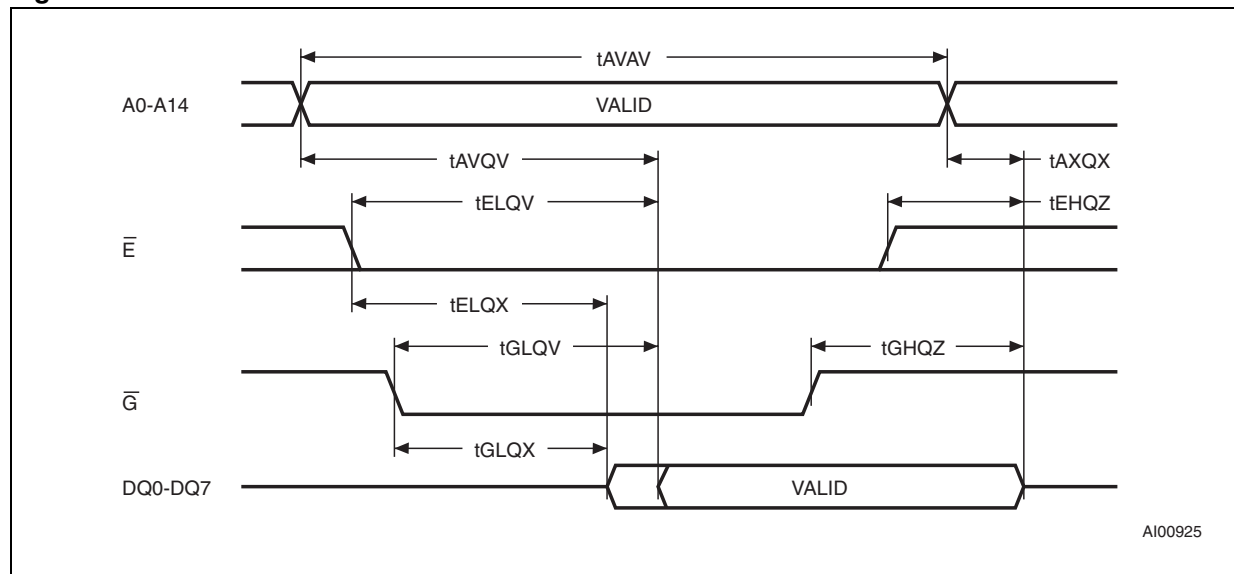 tAVAV
A0-A14 VALID
tAVQV tAXQX
tELQV tEHQZ
E̅
tELQX
tGLQV tGHQZ
G̅
tGLQX
DQ0-DQ7 VALID
AI00925